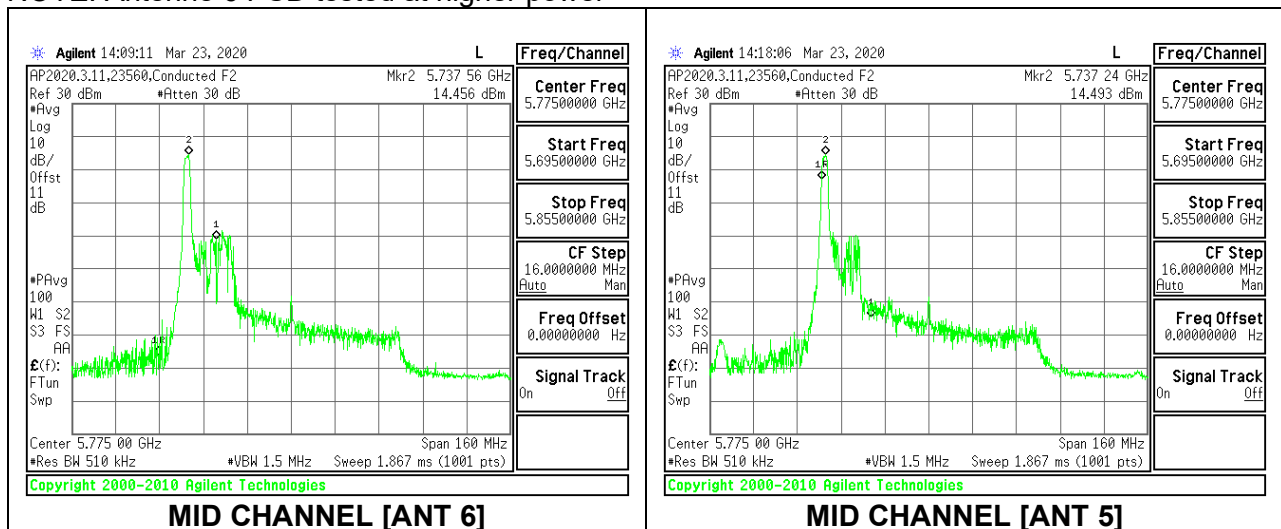 Agilent 14:09:11 Mar 23, 2020 L
AP2020.3.11,23560,Conducted F2 Mkr2 5.737 56 GHz
Ref 30 dBm #Atten 30 dB 14.456 dBm
#Avg
Log
10
dB/
Offst
11
dB
#PAvg
100
W1 S2
S3 FS
AA
£(f):
FTun
Swp
2
1
1R
Center 5.775 00 GHz Span 160 MHz
#Res BW 510 kHz #VBW 1.5 MHz Sweep 1.867 ms (1001 pts)
Copyright 2000-2010 Agilent Technologies
Freq/Channel
Center Freq
5.77500000 GHz
Start Freq
5.69500000 GHz
Stop Freq
5.85500000 GHz
CF Step
16.0000000 MHz
Auto Man
Freq Offset
0.00000000 Hz
Signal Track
On Off
MID CHANNEL [ANT 6]
Agilent 14:18:06 Mar 23, 2020 L
AP2020.3.11,23560,Conducted F2 Mkr2 5.737 24 GHz
Ref 30 dBm #Atten 30 dB 14.493 dBm
#Avg
Log
10
dB/
Offst
11
dB
#PAvg
100
W1 S2
S3 FS
AA
£(f):
FTun
Swp
2
1R
1
Center 5.775 00 GHz Span 160 MHz
#Res BW 510 kHz #VBW 1.5 MHz Sweep 1.867 ms (1001 pts)
Copyright 2000-2010 Agilent Technologies
Freq/Channel
Center Freq
5.77500000 GHz
Start Freq
5.69500000 GHz
Stop Freq
5.85500000 GHz
CF Step
16.0000000 MHz
Auto Man
Freq Offset
0.00000000 Hz
Signal Track
On Off
MID CHANNEL [ANT 5]